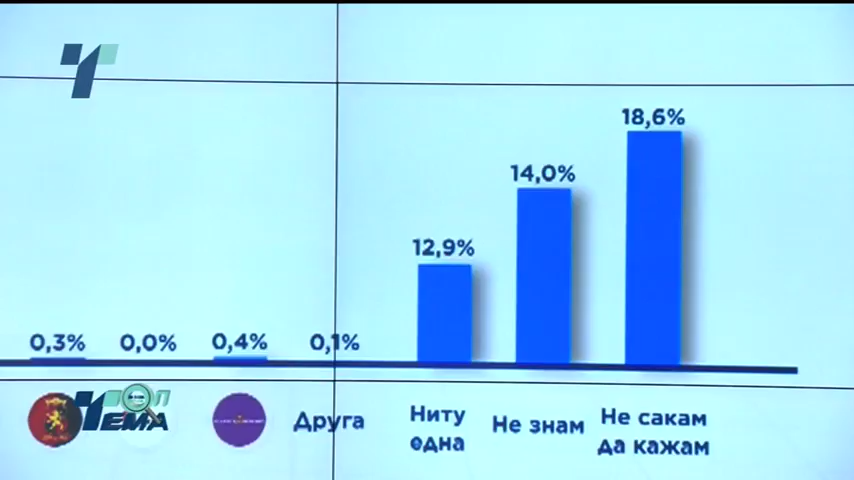 18,6%
14,0%
12,9%
0,3%
0,0%
0,4%
0,1%
ТЕМА
Друга
Ниту
една
Не знам
Не сакам
да кажам